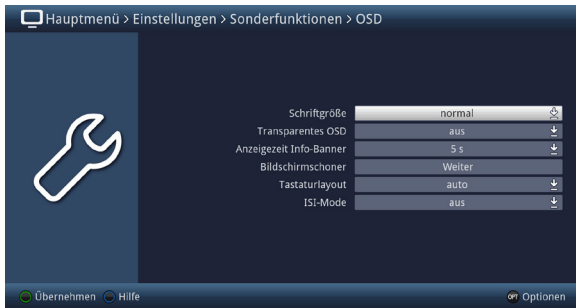 Hauptmenü > Einstellungen > Sonderfunktionen > OSD
Schriftgröße normal
Transparentes OSD aus
Anzeigezeit Info-Banner 5 s
Bildschirmschoner Weiter
Tastaturlayout auto
ISI-Mode aus
Übernehmen Hilfe OPT Optionen